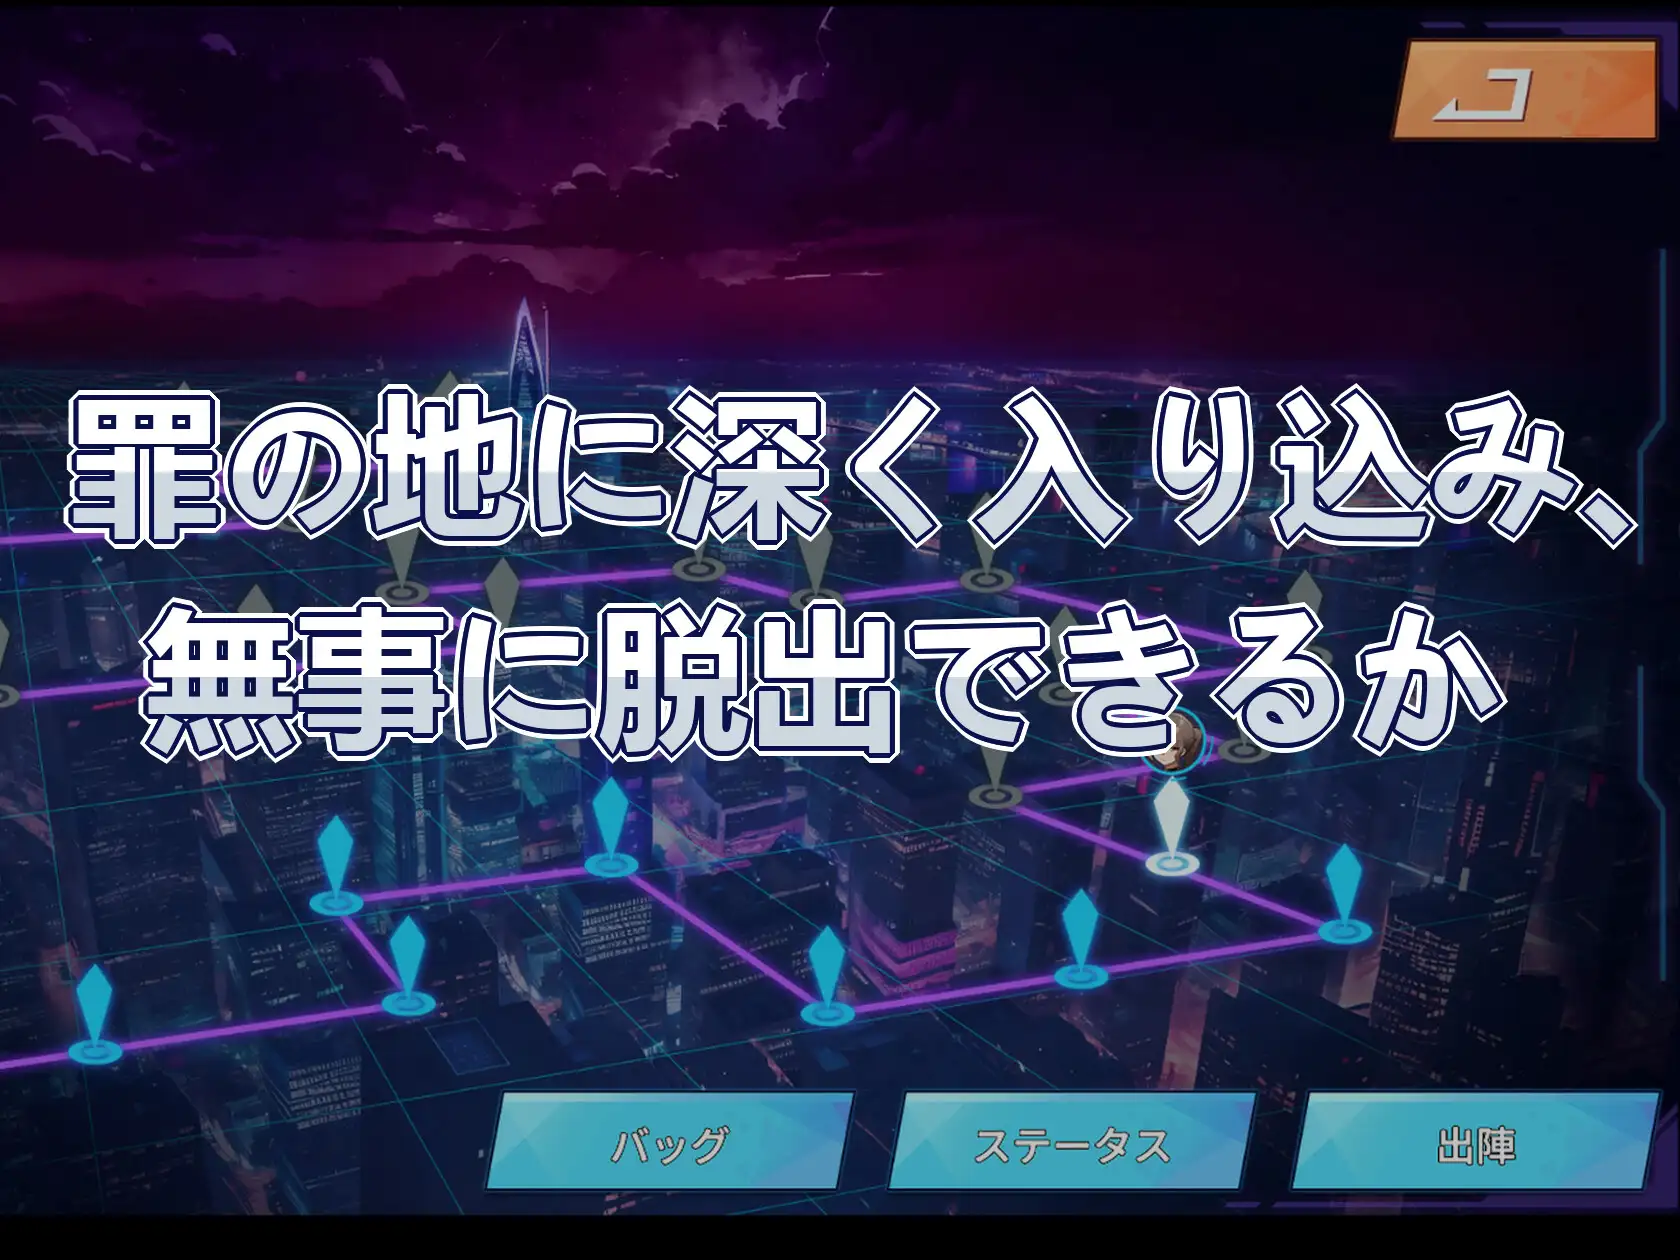 罪の地に深く入り込み、
無事に脱出できるか
バッグ
ステータス
出陣